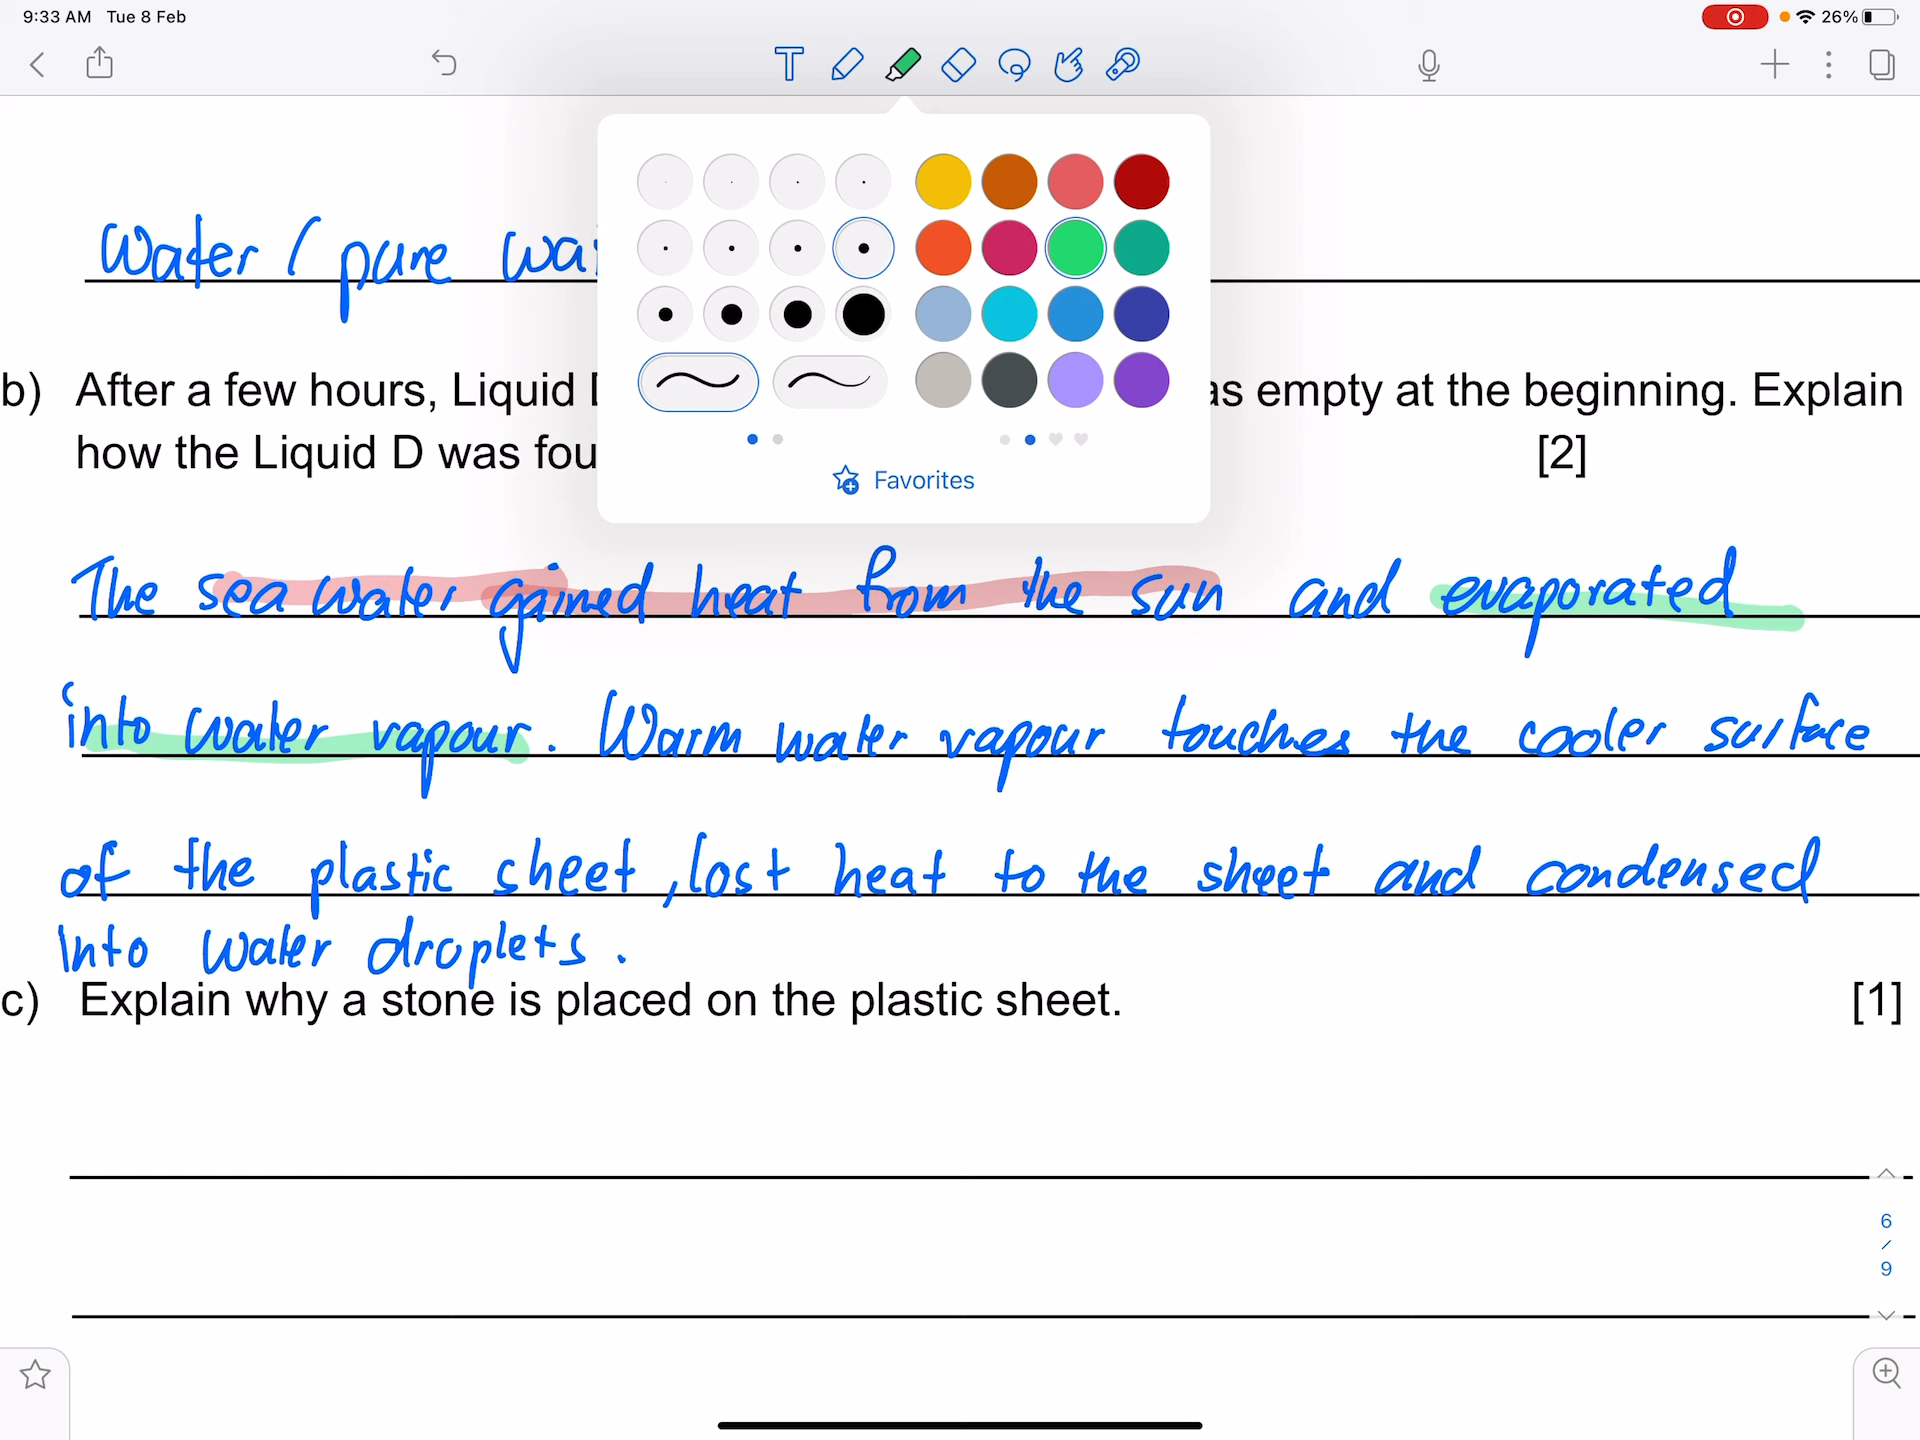 9:33 AM Tue 8 Feb
26%
T
Water / pure wat
b) After a few hours, Liquid as empty at the beginning. Explain
how the Liquid D was fou [2]
Favorites
The sea water gained heat from the sun and evaporated
into water vapour. Warm water vapour touches the cooler surface
of the plastic sheet, lost heat to the sheet and condensed
into water droplets.
c) Explain why a stone is placed on the plastic sheet. [1]
6
/
9